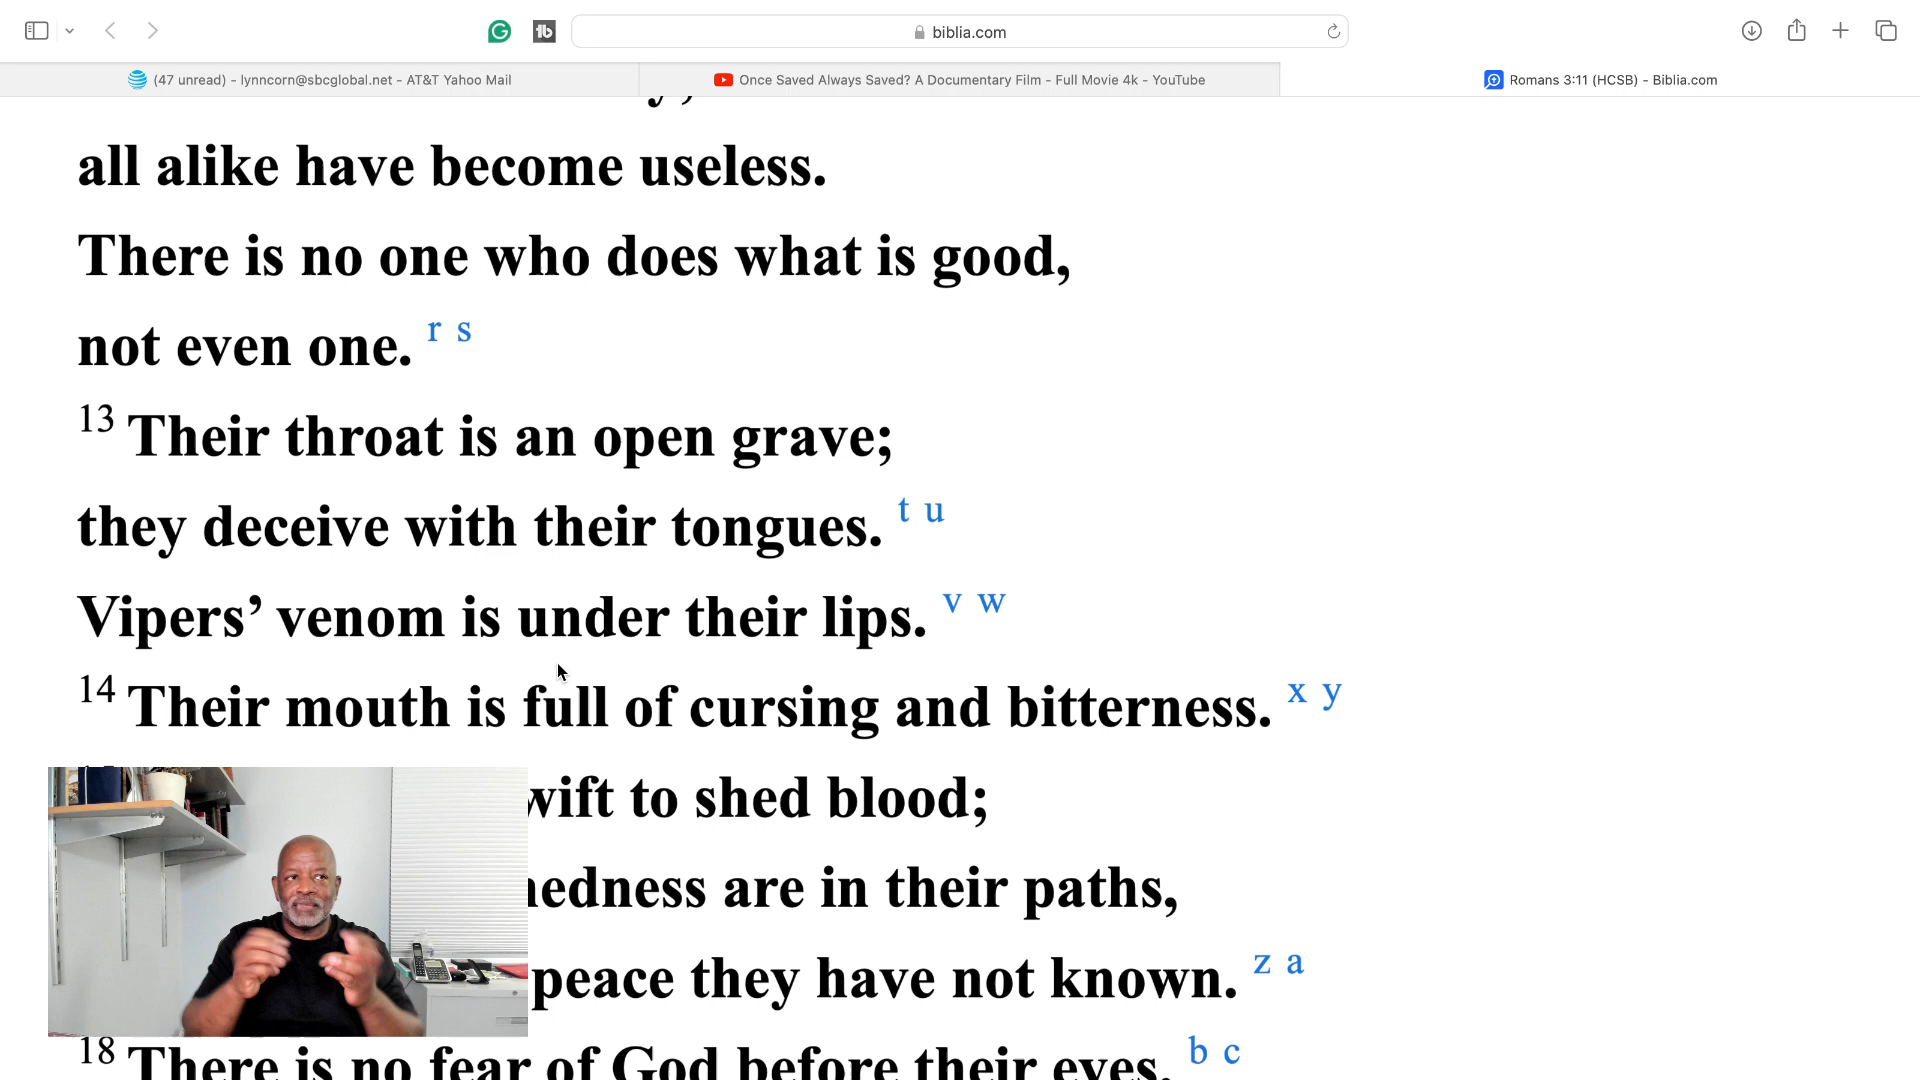 biblia.com
(47 unread) - lynncorn@sbcglobal.net - AT&T Yahoo Mail
Once Saved Always Saved? A Documentary Film - Full Movie 4k - YouTube
Romans 3:11 (HCSB) - Biblia.com
all alike have become useless.
There is no one who does what is good,
not even one. r s
13 Their throat is an open grave;
they deceive with their tongues. t u
Vipers’ venom is under their lips. v w
14 Their mouth is full of cursing and bitterness. x y
wift to shed blood;
hedness are in their paths,
peace they have not known. z a
18 There is no fear of God before their eyes. b c